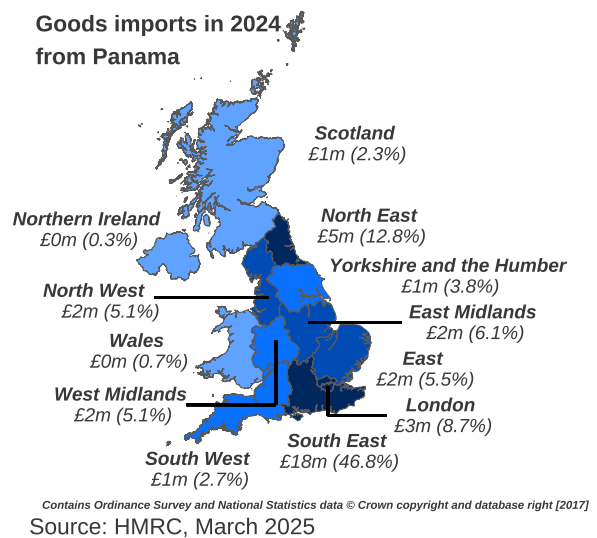 Goods imports in 2024
from Panama
Scotland
£1m (2.3%)
Northern Ireland
£0m (0.3%)
North East
£5m (12.8%)
Yorkshire and the Humber
£1m (3.8%)
North West
£2m (5.1%)
East Midlands
£2m (6.1%)
Wales
£0m (0.7%)
East
£2m (5.5%)
West Midlands
£2m (5.1%)
London
£3m (8.7%)
South East
£18m (46.8%)
South West
£1m (2.7%)
Contains Ordinance Survey and National Statistics data © Crown copyright and database right [2017]
Source: HMRC, March 2025